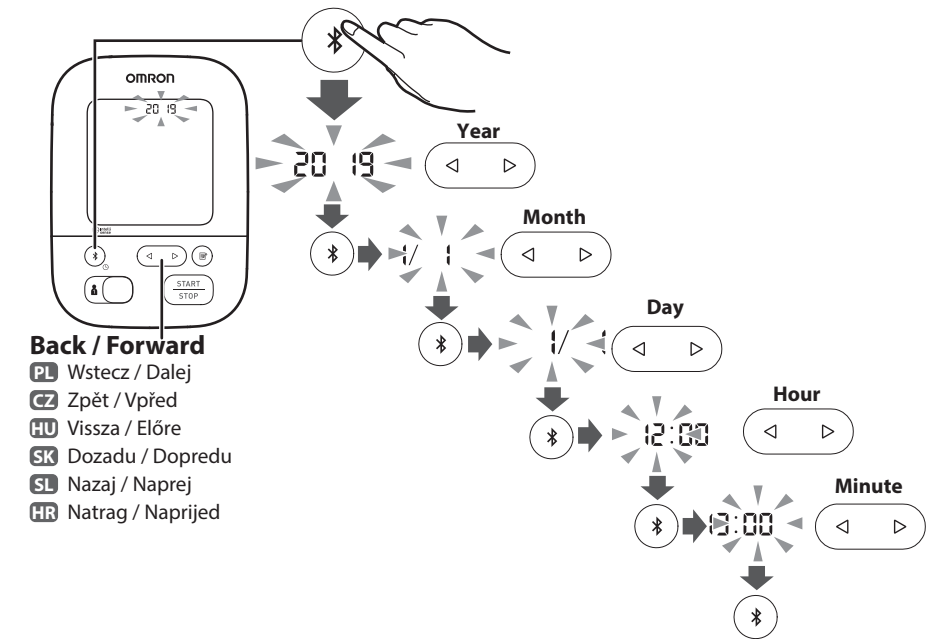 OMRON
20 19
START
STOP
Year
20 19
Month
1/ 1
Day
1/ 1
Hour
12:00
Minute
13:00
Back / Forward
PL Wstecz / Dalej
CZ Zpět / Vpřed
HU Vissza / Előre
SK Dozadu / Dopredu
SL Nazaj / Naprej
HR Natrag / Naprijed